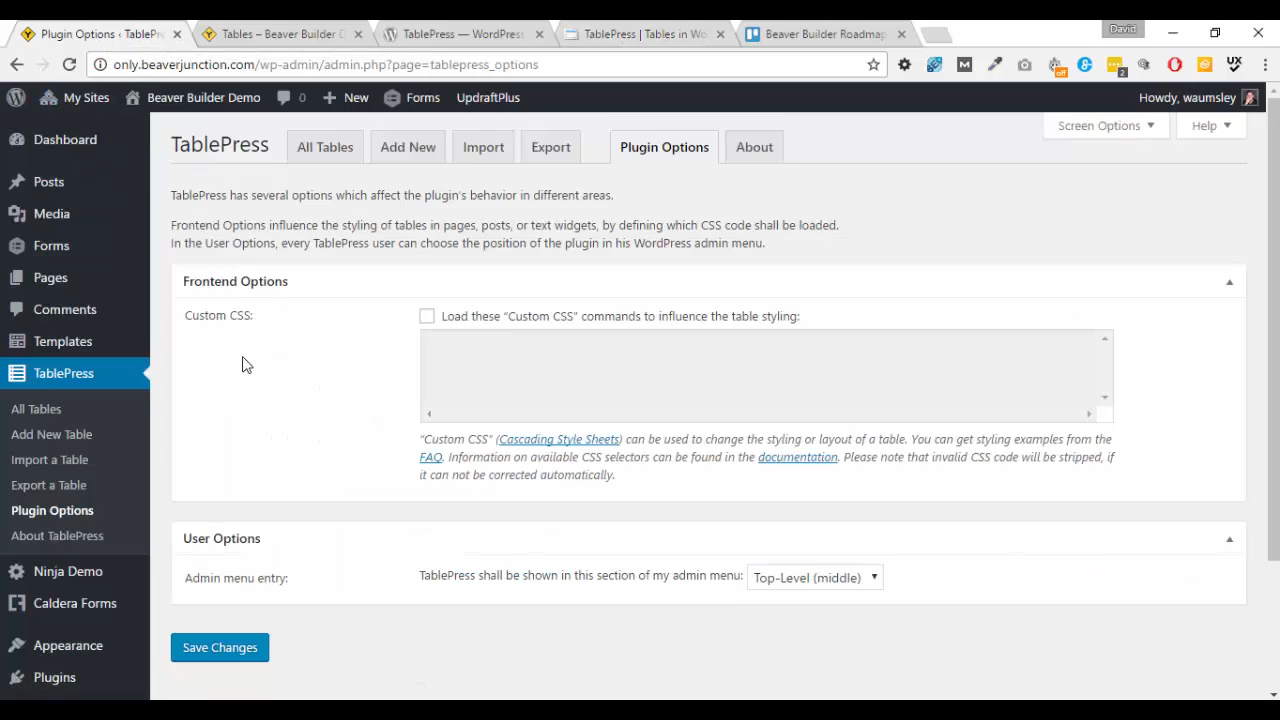 Plugin Options ‹ TablePre
Tables – Beaver Builder D
TablePress — WordPress
TablePress | Tables in Wo
Beaver Builder Roadmap
David
only.beaverjunction.com/wp-admin/admin.php?page=tablepress_options
off
2
UX
My Sites
Beaver Builder Demo
0
New
Forms
UpdraftPlus
Howdy, waumsley
Dashboard
Posts
Media
Forms
Pages
Comments
Templates
TablePress
All Tables
Add New Table
Import a Table
Export a Table
Plugin Options
About TablePress
Ninja Demo
Caldera Forms
Appearance
Plugins
Screen Options ▼
Help ▼
TablePress
All Tables
Add New
Import
Export
Plugin Options
About
TablePress has several options which affect the plugin's behavior in different areas.
Frontend Options influence the styling of tables in pages, posts, or text widgets, by defining which CSS code shall be loaded.
In the User Options, every TablePress user can choose the position of the plugin in his WordPress admin menu.
Frontend Options
Custom CSS:
Load these “Custom CSS” commands to influence the table styling:
“Custom CSS” (Cascading Style Sheets) can be used to change the styling or layout of a table. You can get styling examples from the
FAQ. Information on available CSS selectors can be found in the documentation. Please note that invalid CSS code will be stripped, if
it can not be corrected automatically.
User Options
Admin menu entry:
TablePress shall be shown in this section of my admin menu:
Top-Level (middle)
Save Changes